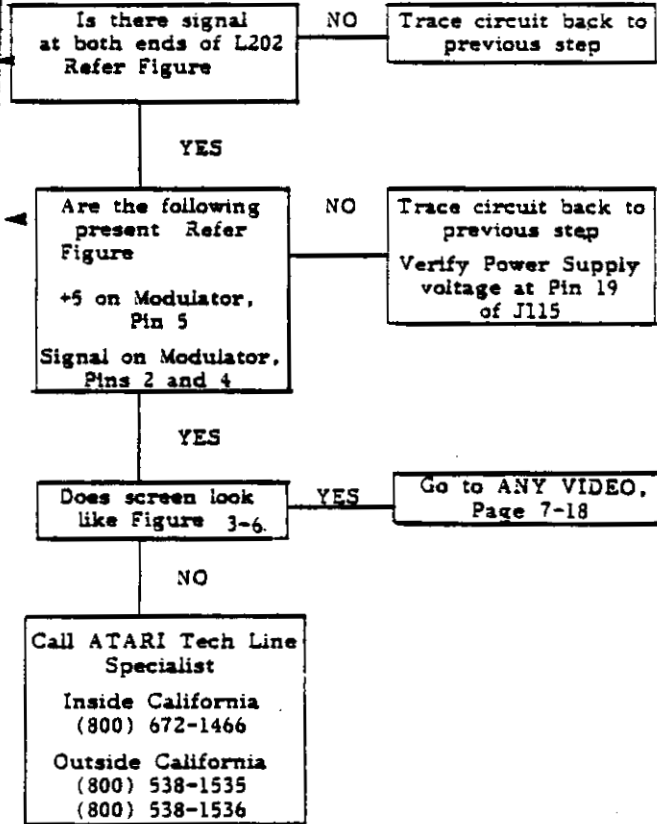 Is there signal
at both ends of L202
Refer Figure
NO
Trace circuit back to
previous step
YES
Are the following
present Refer
Figure
+5 on Modulator,
Pin 5
Signal on Modulator,
Pins 2 and 4
NO
Trace circuit back to
previous step
Verify Power Supply
voltage at Pin 19
of J115
YES
Does screen look
like Figure 3-6.
YES
Go to ANY VIDEO,
Page 7-18
NO
Call ATARI Tech Line
Specialist
Inside California
(800) 672-1466
Outside California
(800) 538-1535
(800) 538-1536